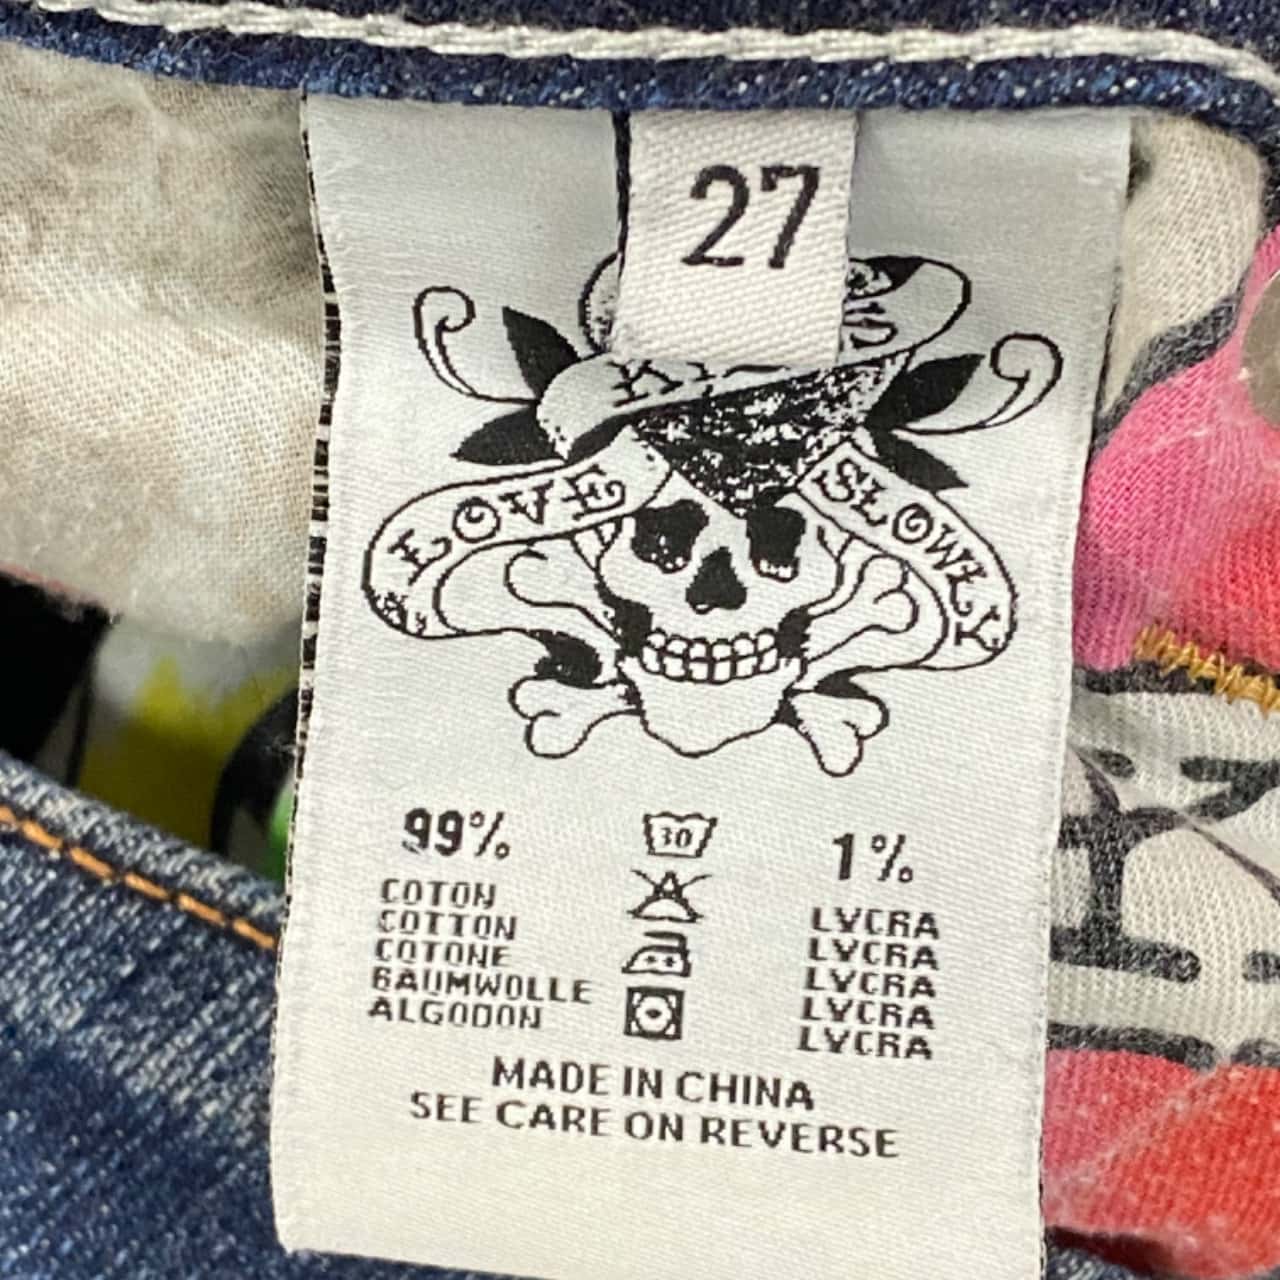 27
LOVE
SLOWLY
99%
30
1%
COTON
COTTON
COTONE
BAUMWOLLE
ALGODON
LYCRA
LYCRA
LYCRA
LYCRA
LYCRA
MADE IN CHINA
SEE CARE ON REVERSE